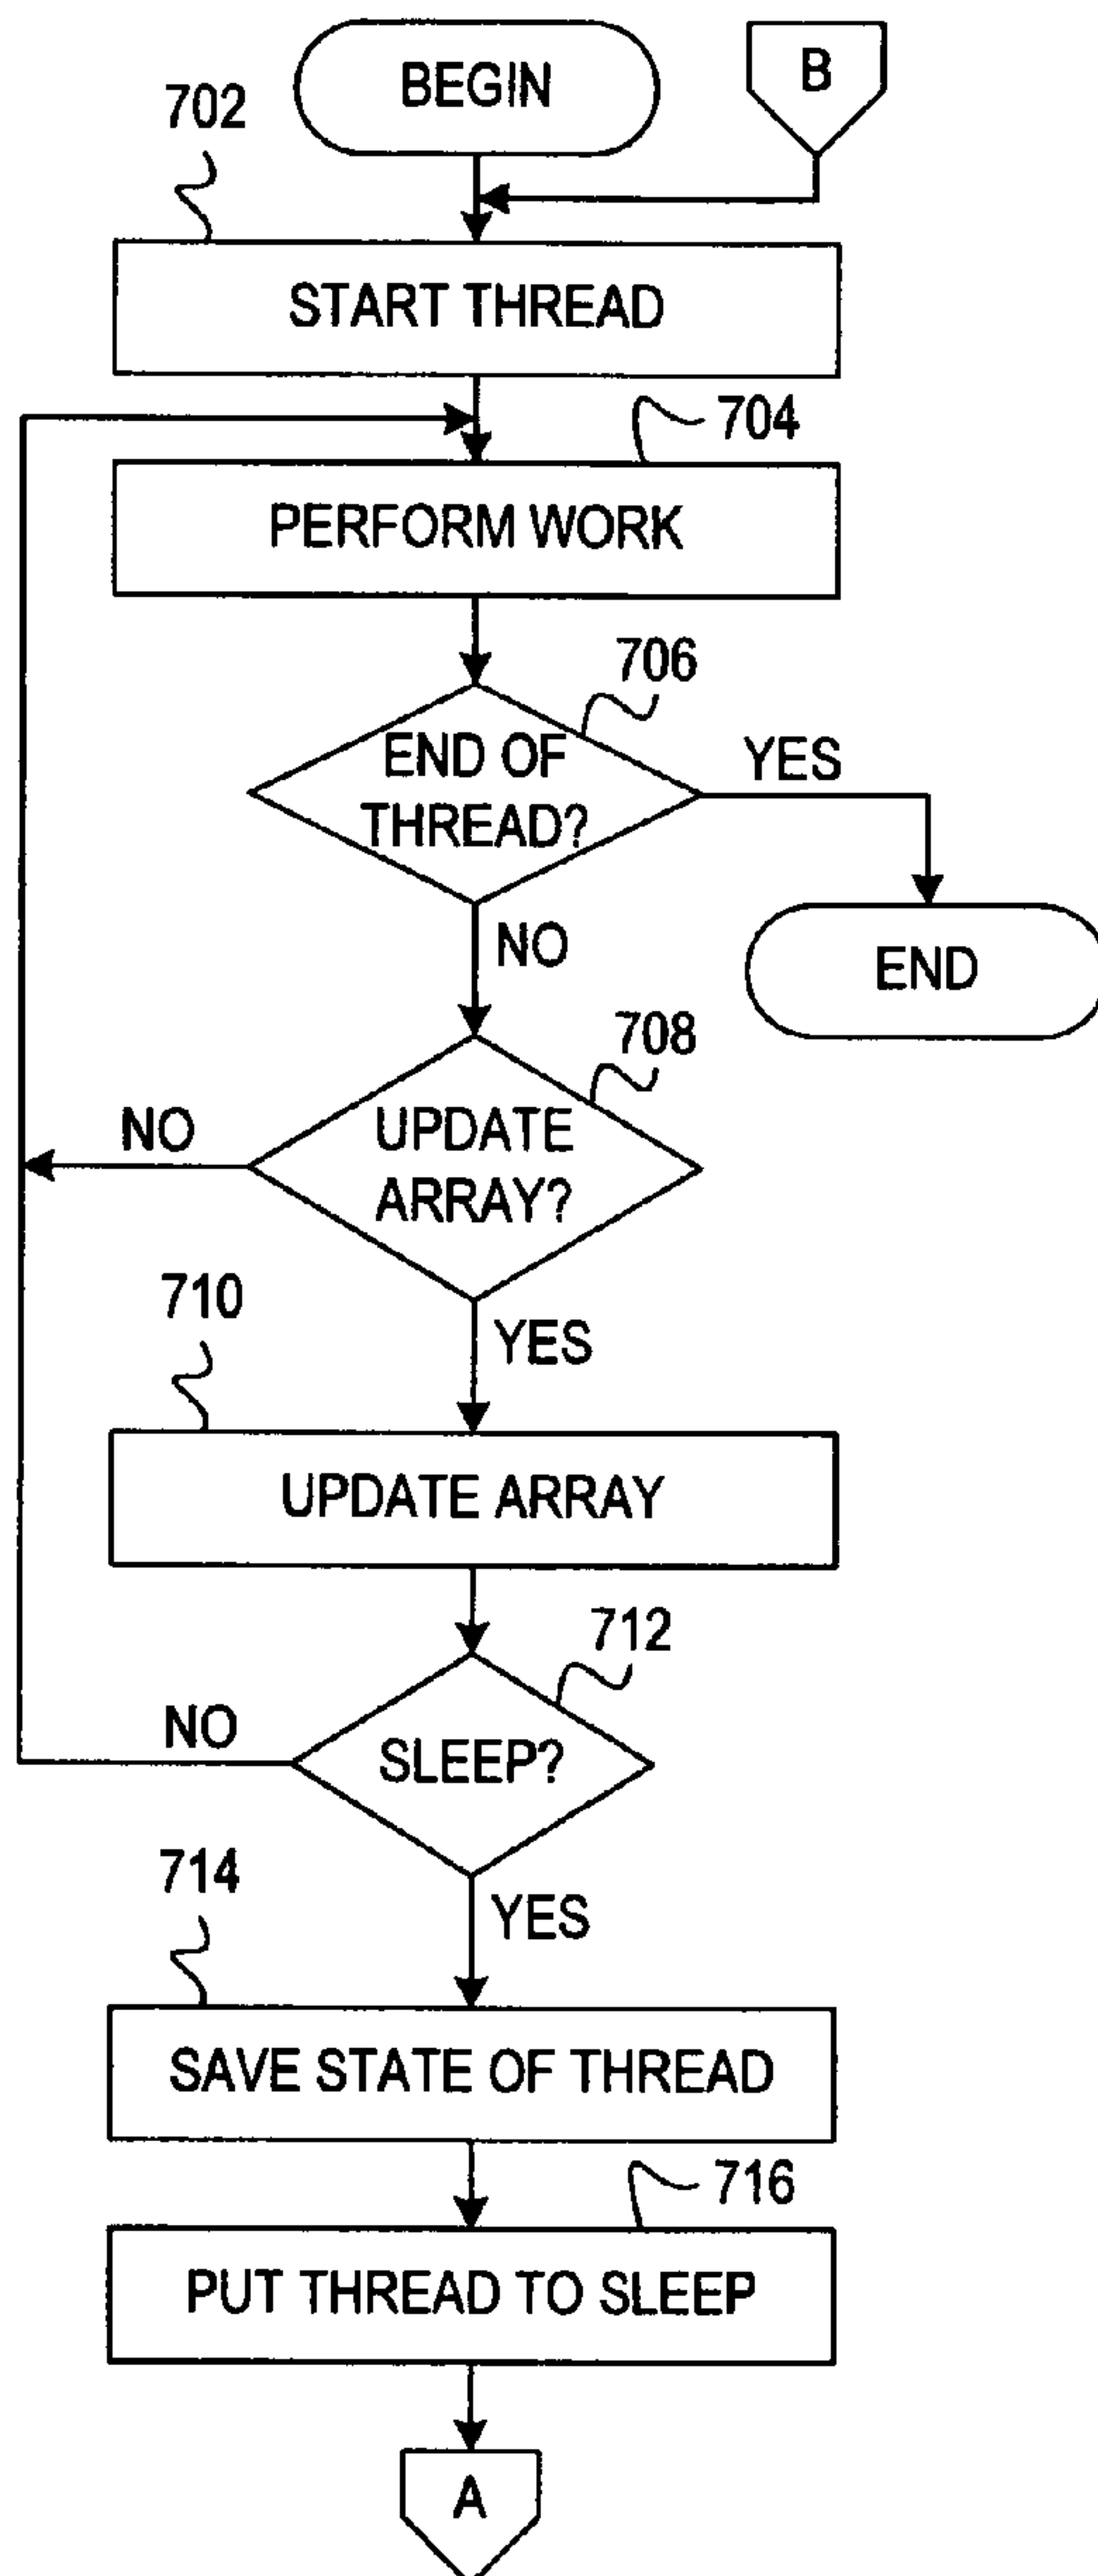 BEGIN
B
702
START THREAD
704
PERFORM WORK
706
END OF
THREAD?
YES
NO
END
708
UPDATE
ARRAY?
NO
YES
710
UPDATE ARRAY
712
SLEEP?
NO
YES
714
SAVE STATE OF THREAD
716
PUT THREAD TO SLEEP
A